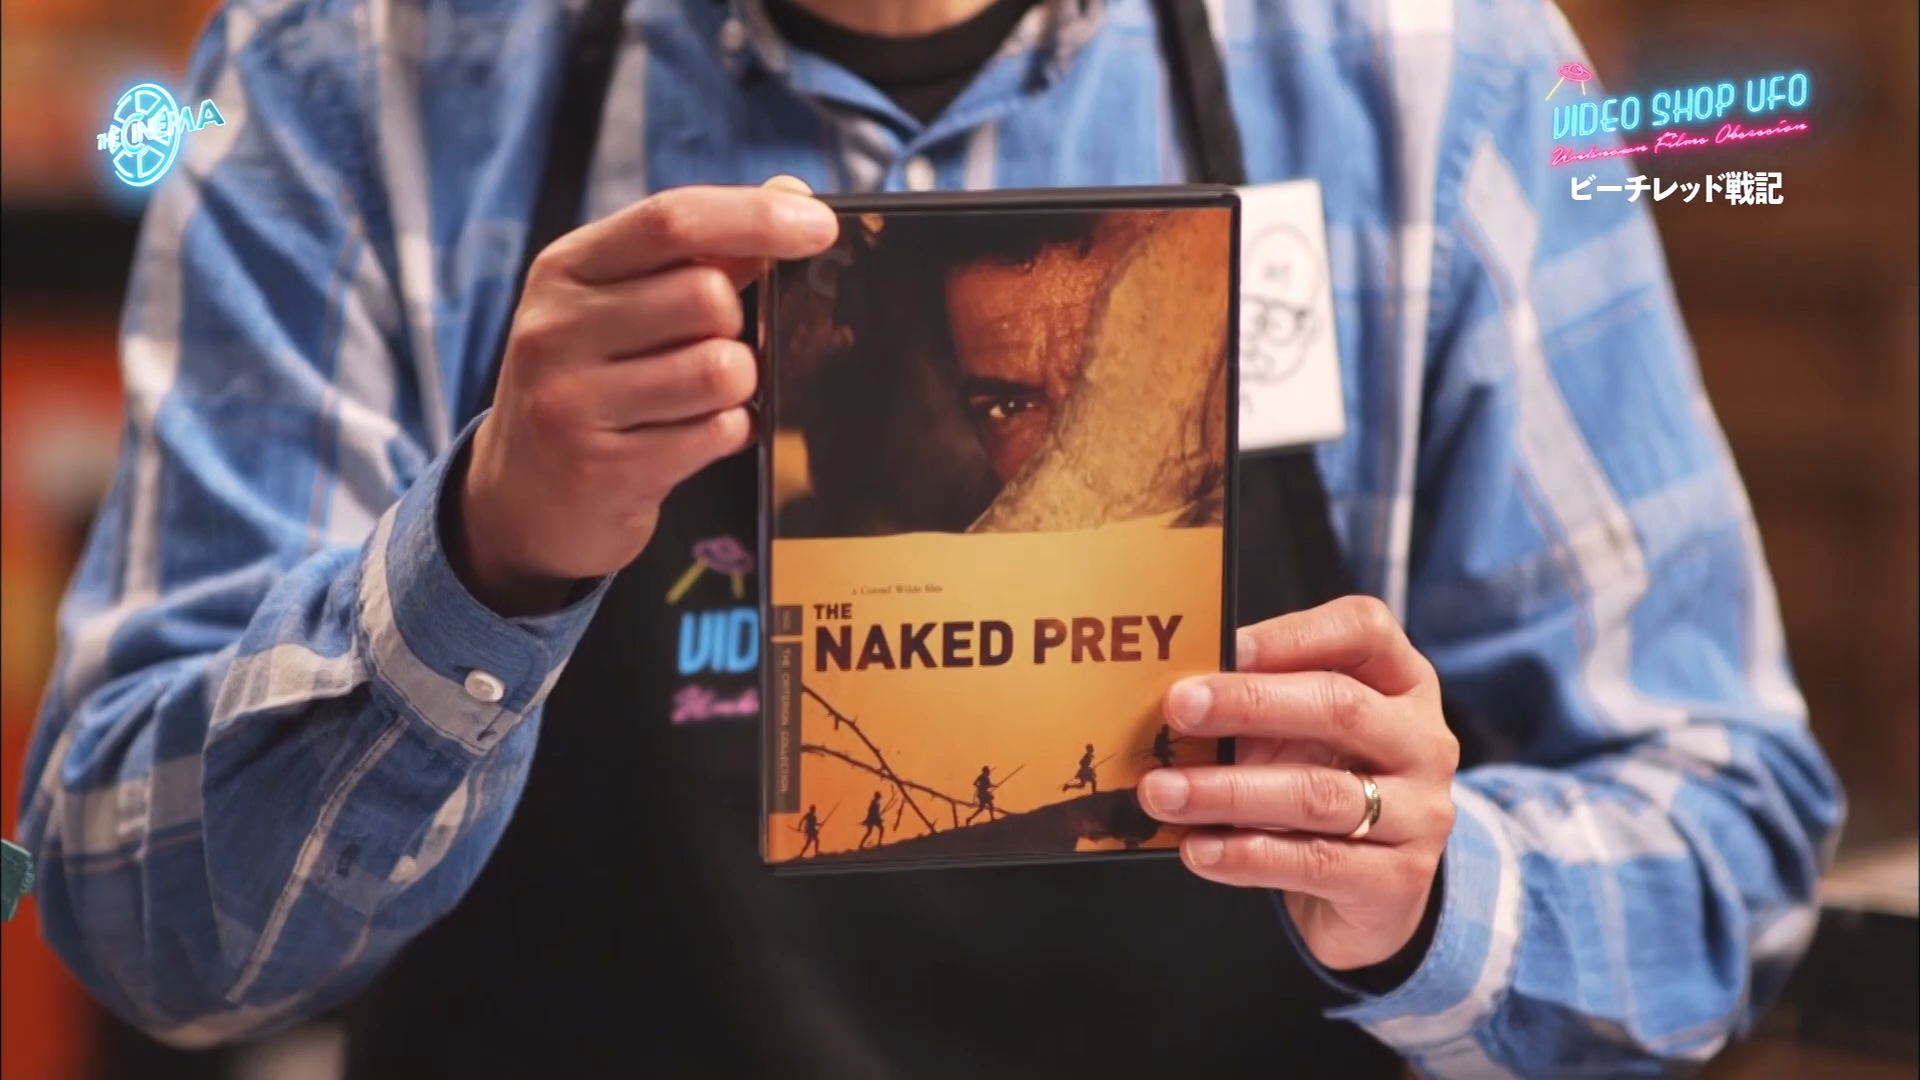 THE CINEMA
VIDEO SHOP UFO
Unknown Films Obsession
ビーチレッド戦記
a Cornel Wilde film
THE
NAKED PREY
THE CRITERION COLLECTION
VID